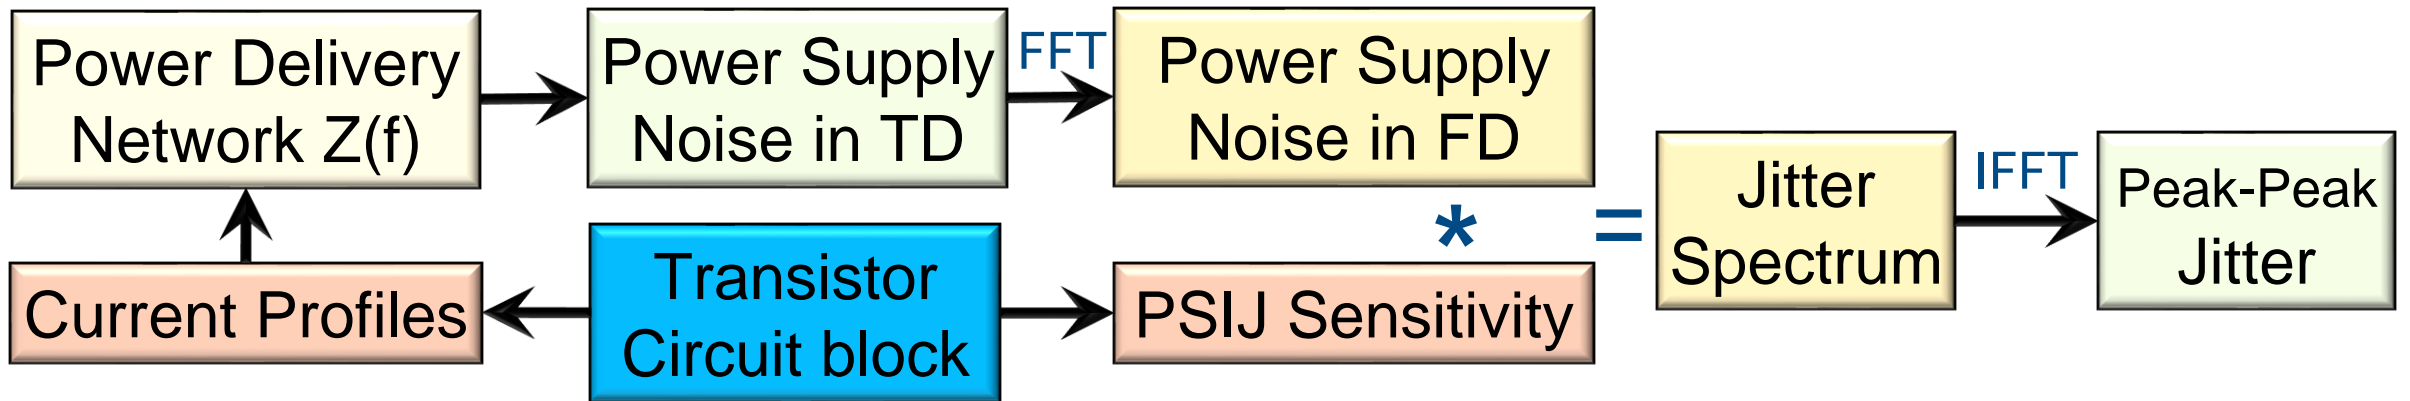 Power Delivery
Network Z(f)
Power Supply
Noise in TD
FFT
Power Supply
Noise in FD
Current Profiles
Transistor
Circuit block
PSIJ Sensitivity
*
=
Jitter
Spectrum
IFFT
Peak-Peak
Jitter